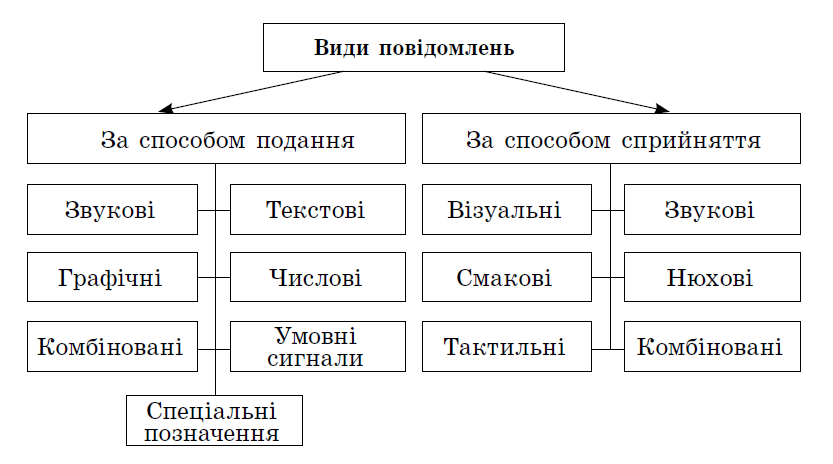 Види повідомлень
За способом подання
За способом сприйняття
Звукові
Текстові
Візуальні
Звукові
Графічні
Числові
Смакові
Нюхові
Комбіновані
Умовні
сигнали
Тактильні
Комбіновані
Спеціальні
позначення